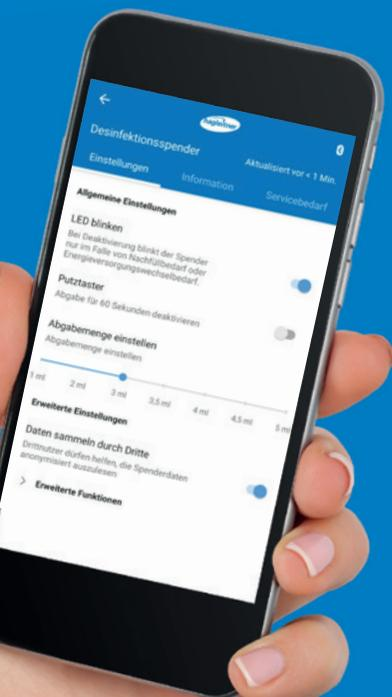 hagleitner
Desinfektionsspender
Aktualisiert vor < 1 Min.
Einstellungen
Information
Servicebedarf
Allgemeine Einstellungen
LED blinken
Bei Deaktivierung blinkt der Spender
nur im Falle von Nachfüllbedarf oder
Energieversorgungswechselbedarf.
Putztaster
Abgabe für 60 Sekunden deaktivieren
Abgabemenge einstellen
Abgabemenge einstellen
1 ml 2 ml 3 ml 3,5 ml 4 ml 4,5 ml 5 ml
Erweiterte Einstellungen
Daten sammeln durch Dritte
Drittnutzer dürfen helfen, die Spenderdaten
anonymisiert auszulesen.
Erweiterte Funktionen